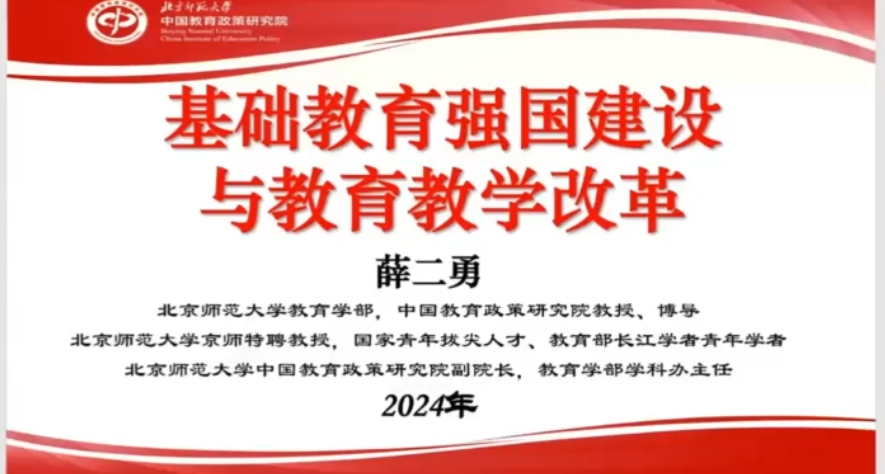 北京师范大学
中国教育政策研究院
Beijing Normal University
China Institute of Education Policy
基础教育强国建设
与教育教学改革
薛二勇
北京师范大学教育学部，中国教育政策研究院教授、博导
北京师范大学京师特聘教授，国家青年拔尖人才、教育部长江学者青年学者
北京师范大学中国教育政策研究院副院长，教育学部学科办主任
2024年